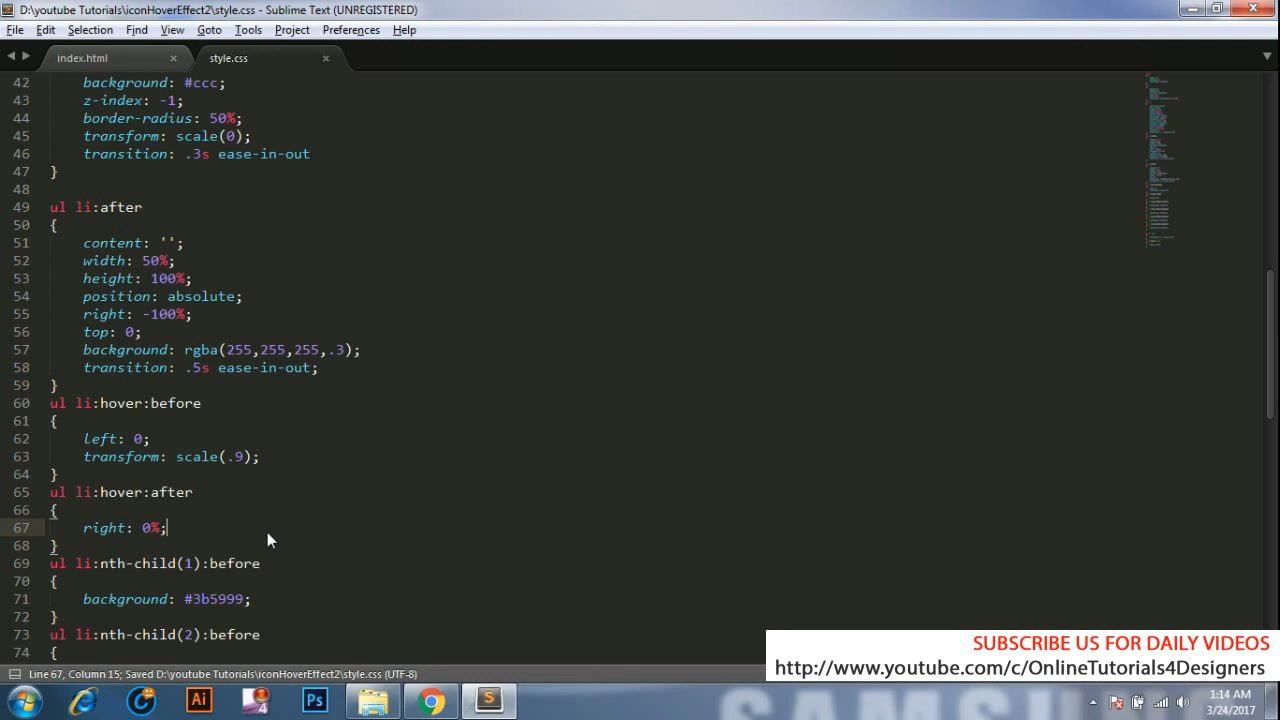 D:\youtube Tutorials\iconHoverEffect2\style.css - Sublime Text (UNREGISTERED)
File Edit Selection Find View Goto Tools Project Preferences Help
index.html × style.css ×
42 background: #ccc;
43 z-index: -1;
44 border-radius: 50%;
45 transform: scale(0);
46 transition: .3s ease-in-out
47 }
48
49 ul li:after
50 {
51 content: '';
52 width: 50%;
53 height: 100%;
54 position: absolute;
55 right: -100%;
56 top: 0;
57 background: rgba(255,255,255,.3);
58 transition: .5s ease-in-out;
59 }
60 ul li:hover:before
61 {
62 left: 0;
63 transform: scale(.9);
64 }
65 ul li:hover:after
66 {
67 right: 0%;
68 }
69 ul li:nth-child(1):before
70 {
71 background: #3b5999;
72 }
73 ul li:nth-child(2):before
74 {
SUBSCRIBE US FOR DAILY VIDEOS
http://www.youtube.com/c/OnlineTutorials4Designers
Line 67, Column 15; Saved D:\youtube Tutorials\iconHoverEffect2\style.css (UTF-8)
Ai 4 Ps S
1:14 AM
3/24/2017